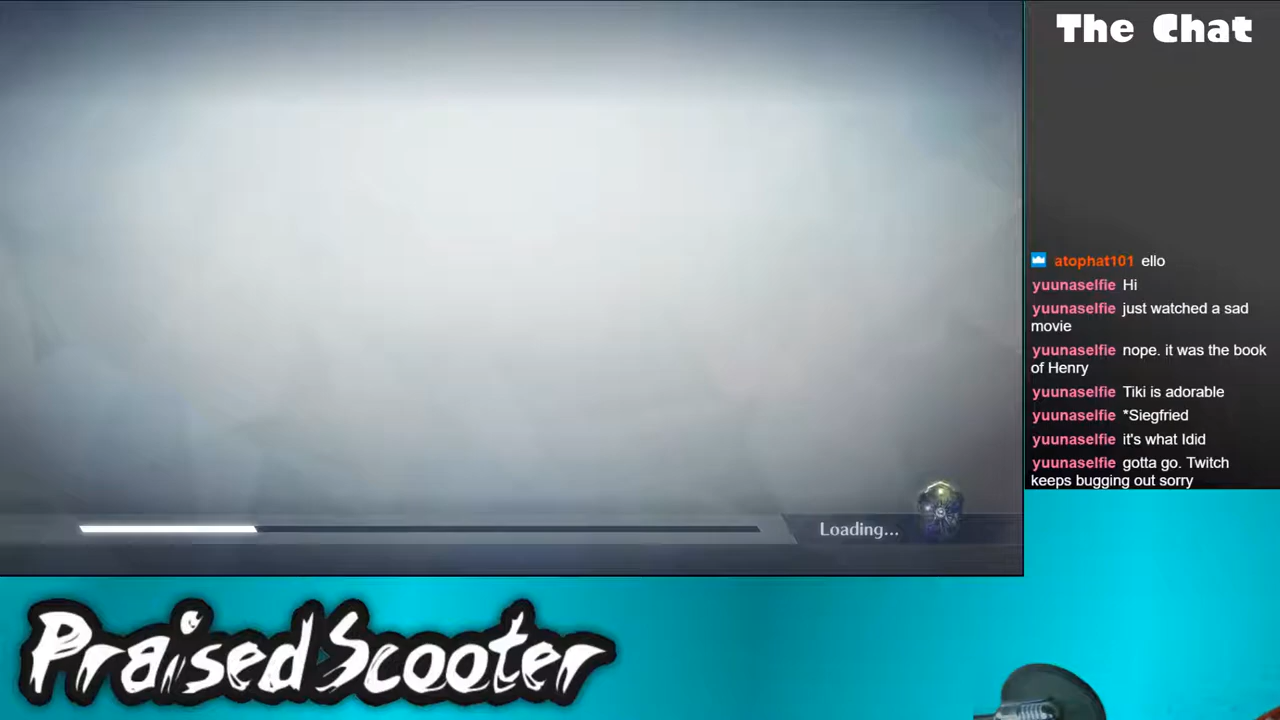 The Chat
atophat101 ello
yuunaselfie Hi
yuunaselfie just watched a sad
movie
yuunaselfie nope. it was the book
of Henry
yuunaselfie Tiki is adorable
yuunaselfie *Siegfried
yuunaselfie it's what Idid
yuunaselfie gotta go. Twitch
keeps bugging out sorry
Loading...
PraisedScooter